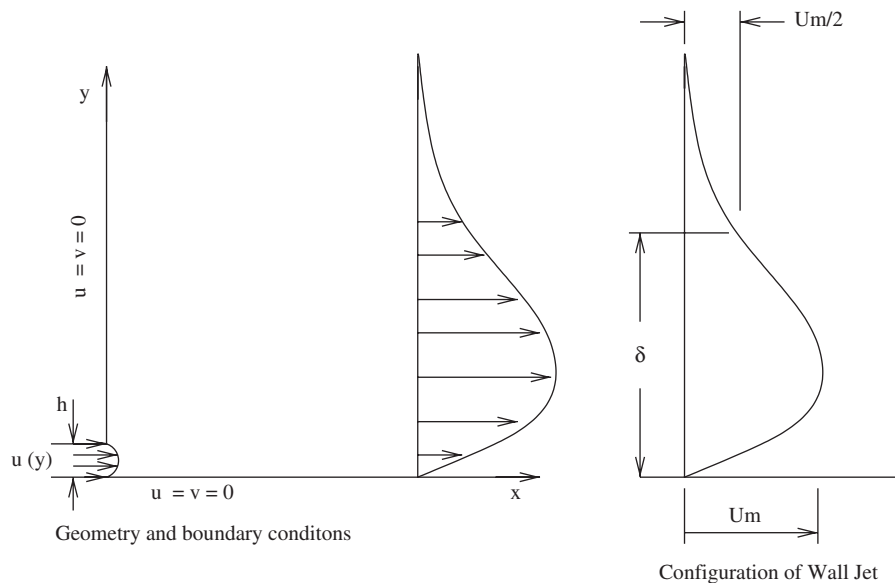 Um/2
y
u = v = 0
h
u (y)
δ
u = v = 0
x
Um
Geometry and boundary conditons
Configuration of Wall Jet